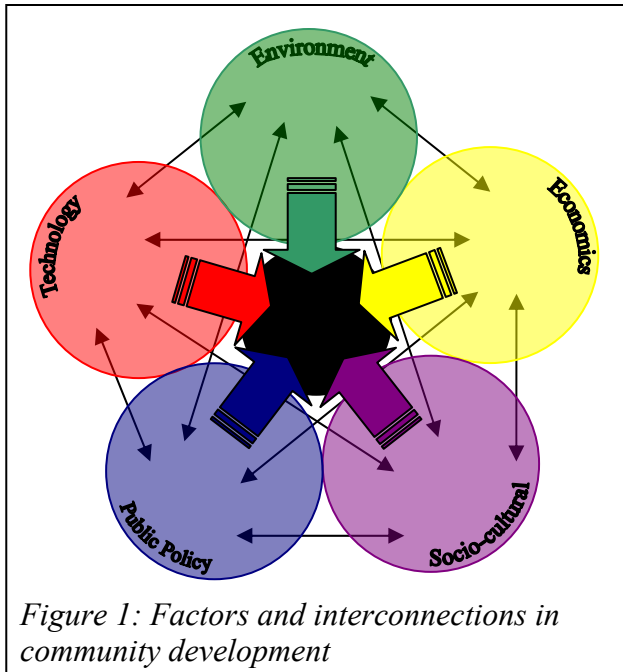 Environment
Economics
Technology
Public Policy
Socio-cultural
Figure 1: Factors and interconnections in
community development